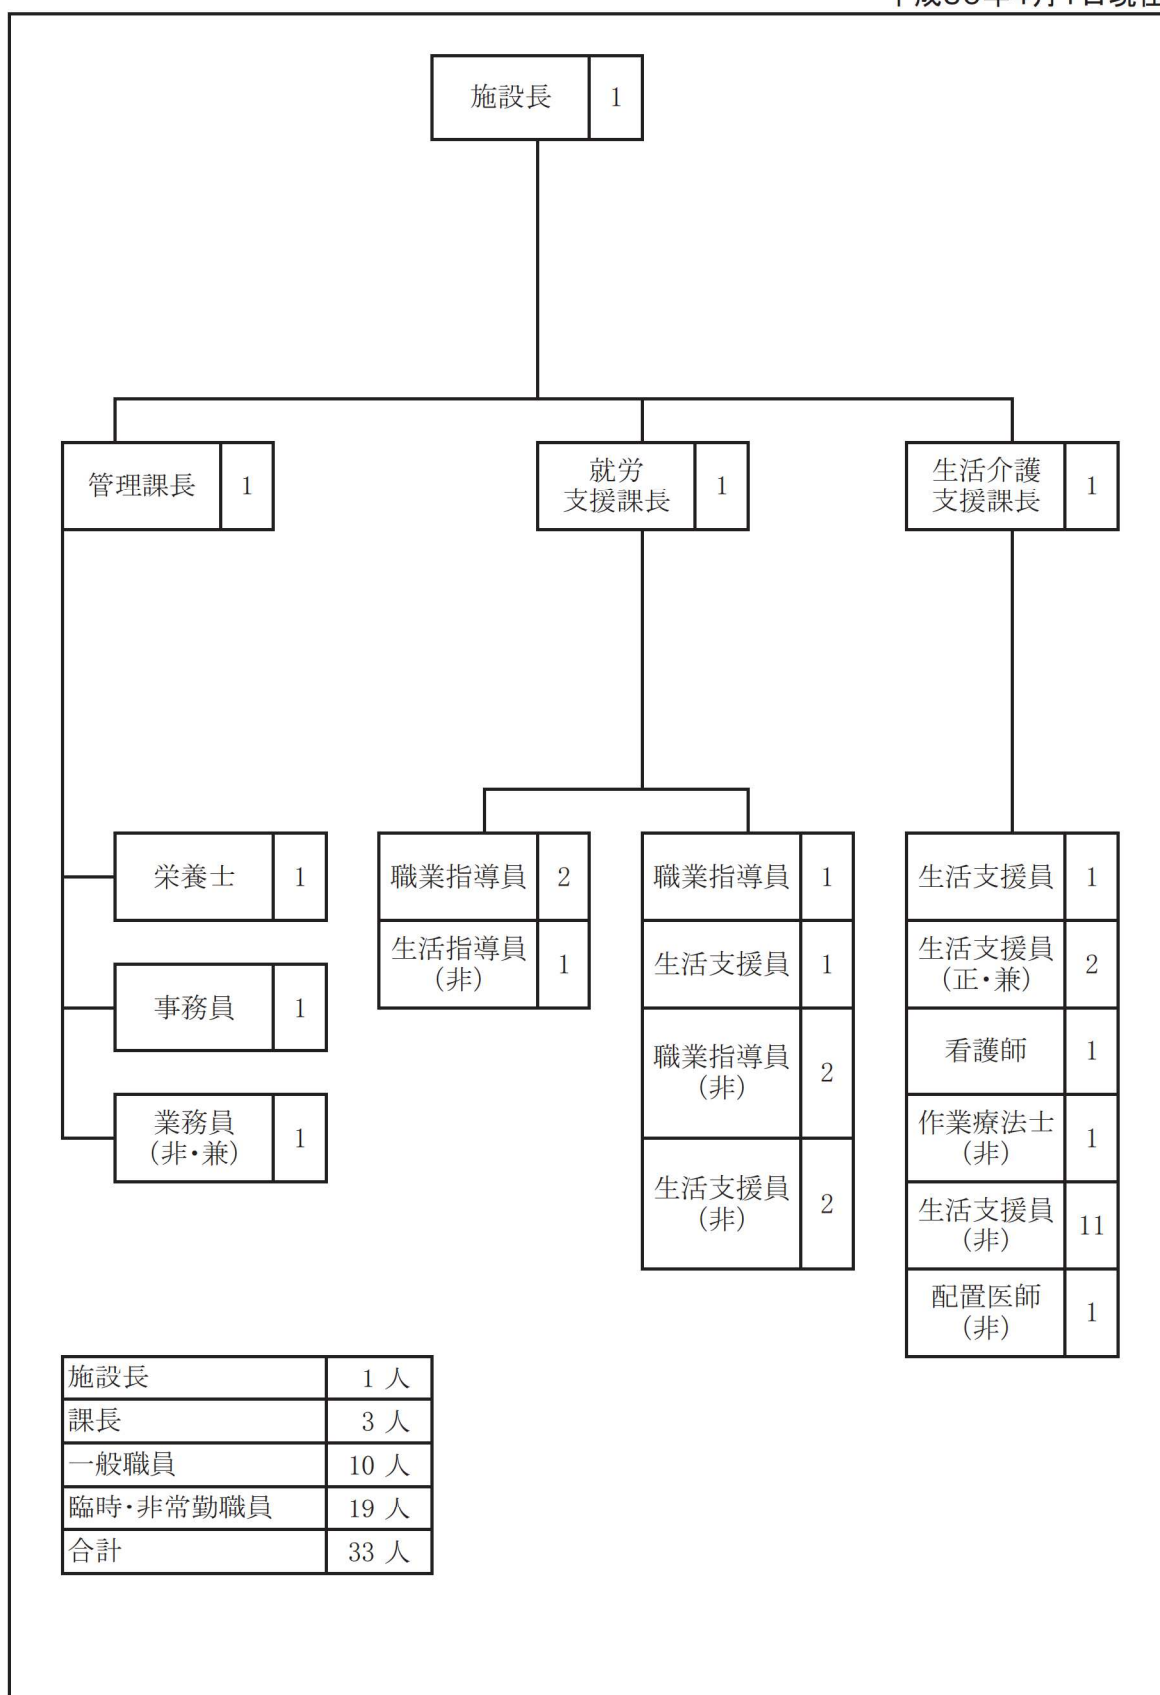 施設長 1
管理課長 1
就労
支援課長 1
生活介護
支援課長 1
栄養士 1
事務員 1
業務員
(非・兼) 1
職業指導員 2
生活指導員
(非) 1
職業指導員 1
生活支援員 1
職業指導員
(非) 2
生活支援員
(非) 2
生活支援員 1
生活支援員
(正・兼) 2
看護師 1
作業療法士
(非) 1
生活支援員
(非) 11
配置医師
(非) 1
施設長 1 人
課長 3 人
一般職員 10 人
臨時・非常勤職員 19 人
合計 33 人